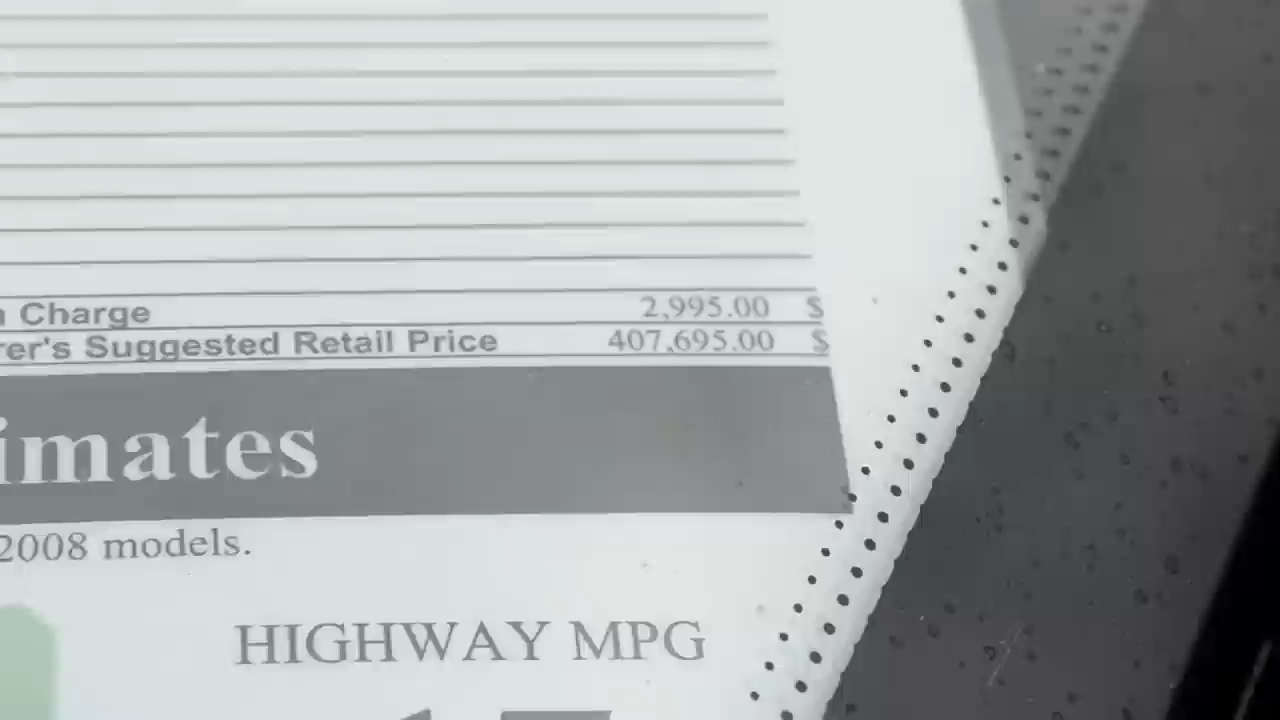 Charge 2,995.00 $
rer's Suggested Retail Price 407,695.00 $
imates
2008 models.
HIGHWAY MPG